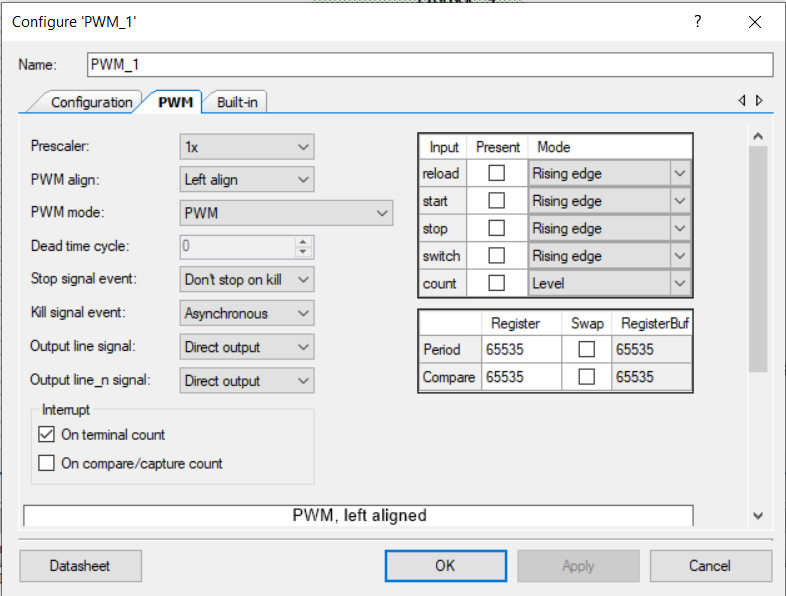 Configure 'PWM_1'
?
Name: PWM_1
Configuration PWM Built-in
Prescaler: 1x
PWM align: Left align
PWM mode: PWM
Dead time cycle: 0
Stop signal event: Don't stop on kill
Kill signal event: Asynchronous
Output line signal: Direct output
Output line_n signal: Direct output
Interrupt
On terminal count
On compare/capture count
Input Present Mode
reload Rising edge
start Rising edge
stop Rising edge
switch Rising edge
count Level
Register Swap RegisterBuf
Period 65535 65535
Compare 65535 65535
PWM, left aligned
Datasheet OK Apply Cancel